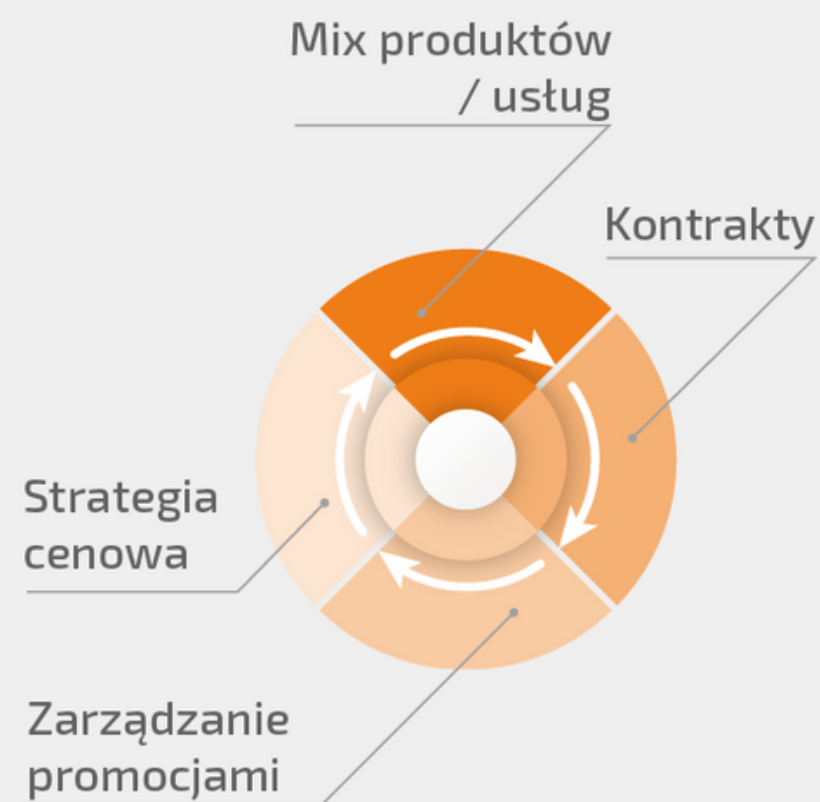 Mix produktów
/ usług
Kontrakty
Strategia
cenowa
Zarządzanie
promocjami